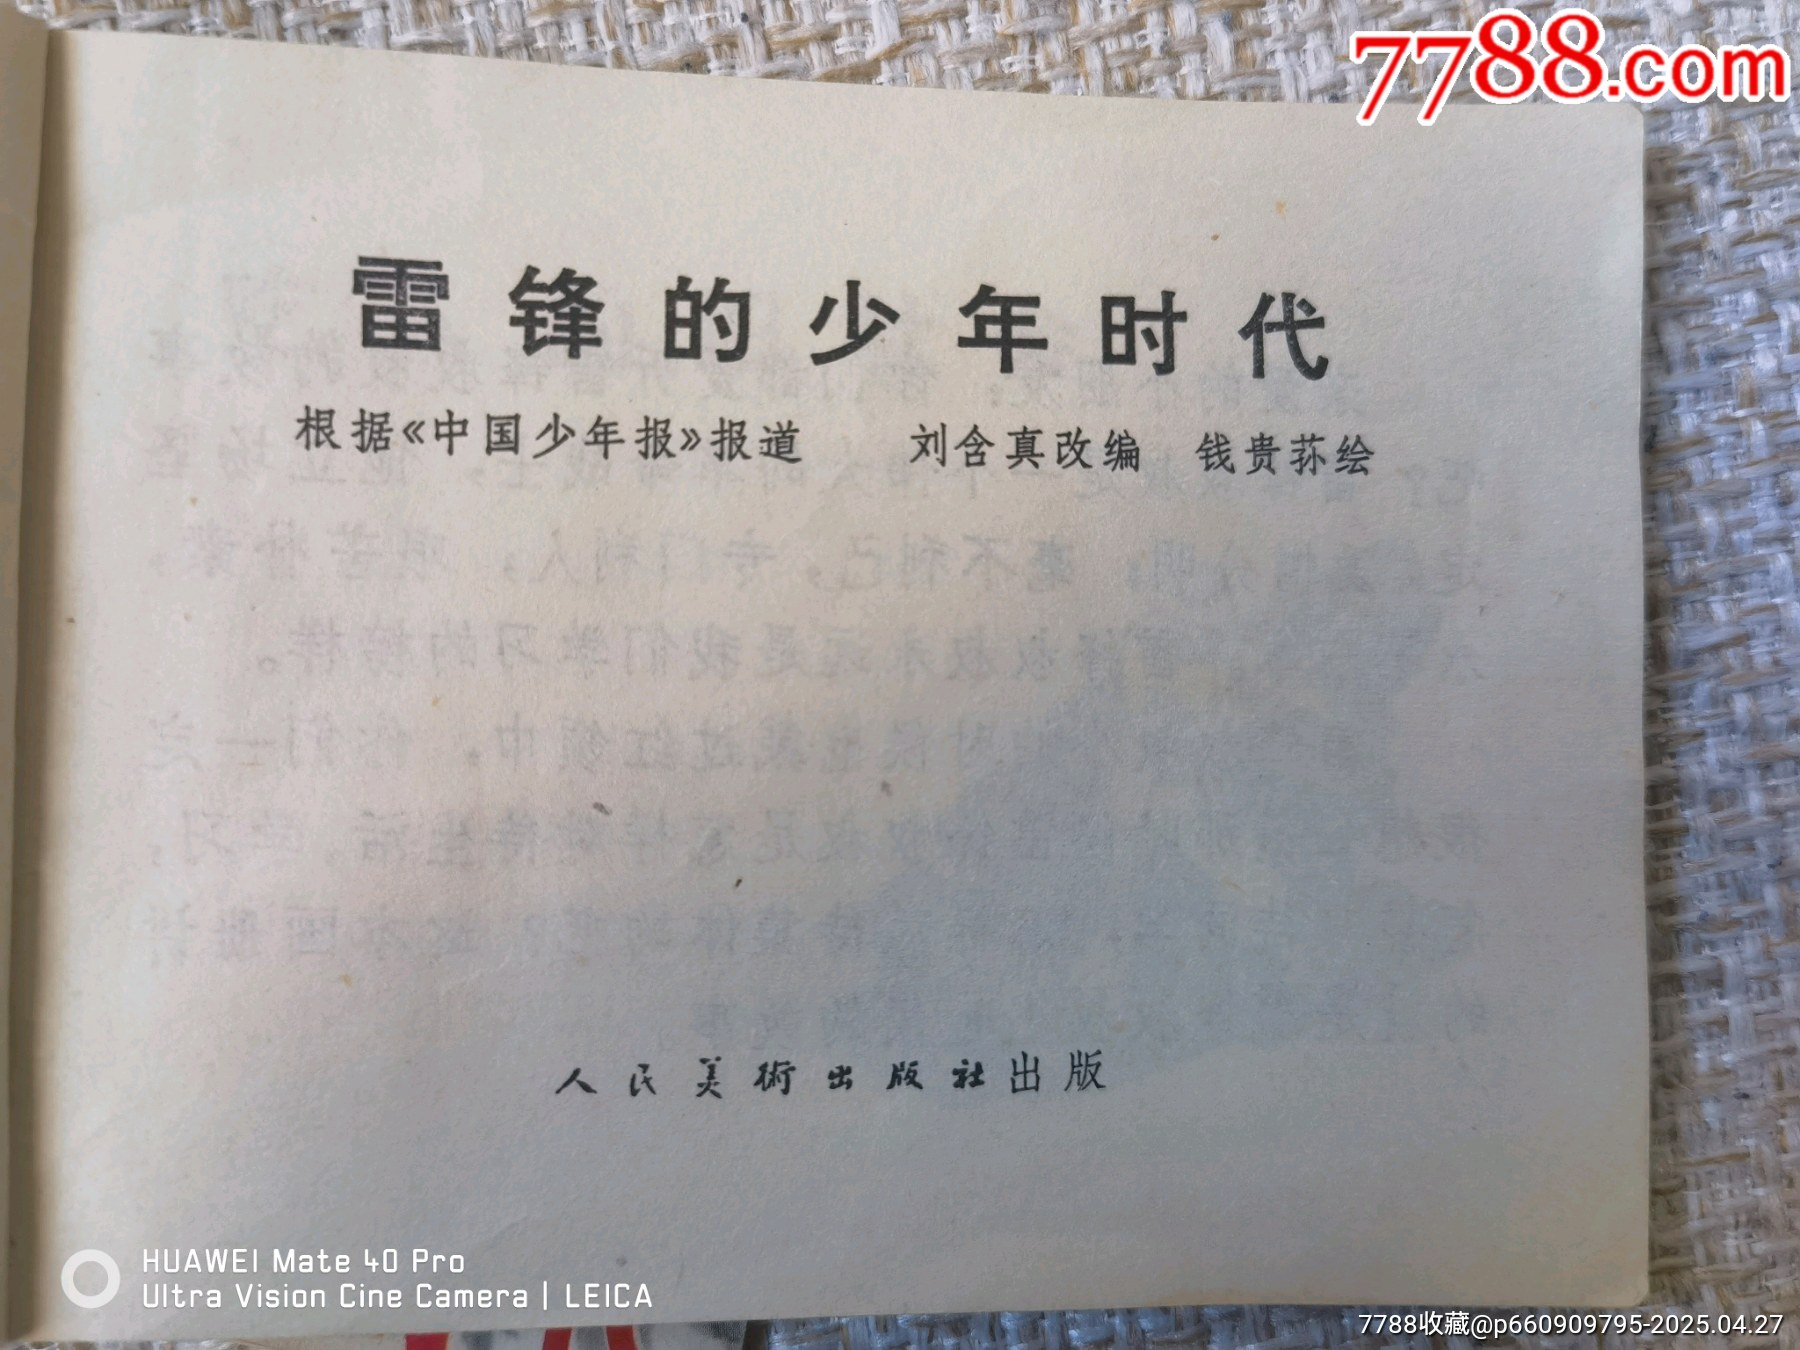 7788.com
雷锋的少年时代
根据《中国少年报》报道 刘含真改编 钱贵荪绘
人民美術出版社出版
HUAWEI Mate 40 Pro
Ultra Vision Cine Camera | LEICA
7788收藏@p660909795-2025.04.27